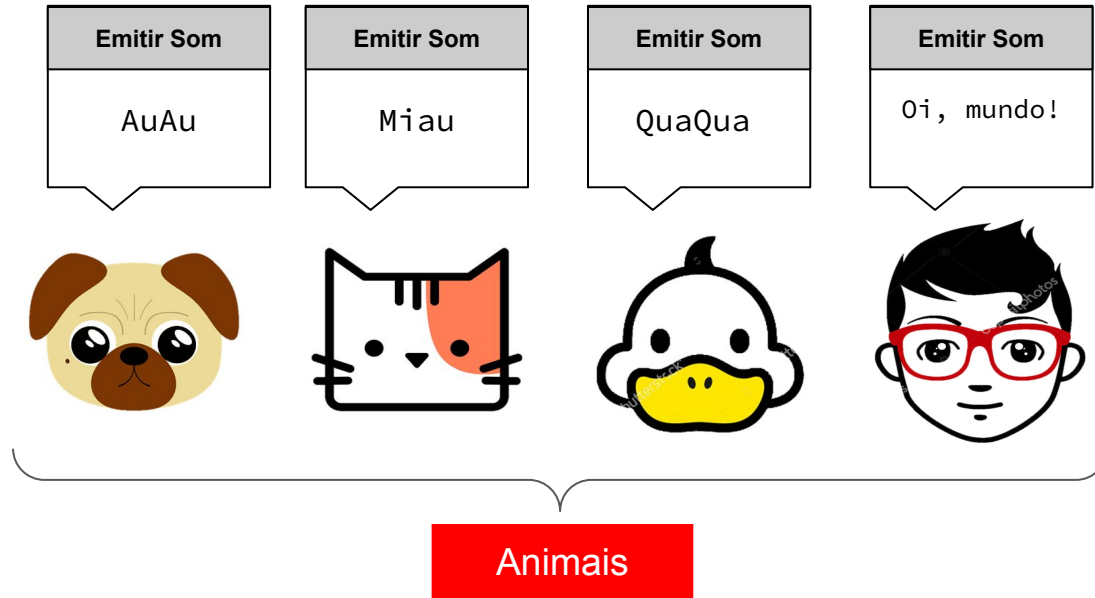 Emitir Som
AuAu
Emitir Som
Miau
Emitir Som
QuaQua
Emitir Som
Oi, mundo!
Animais